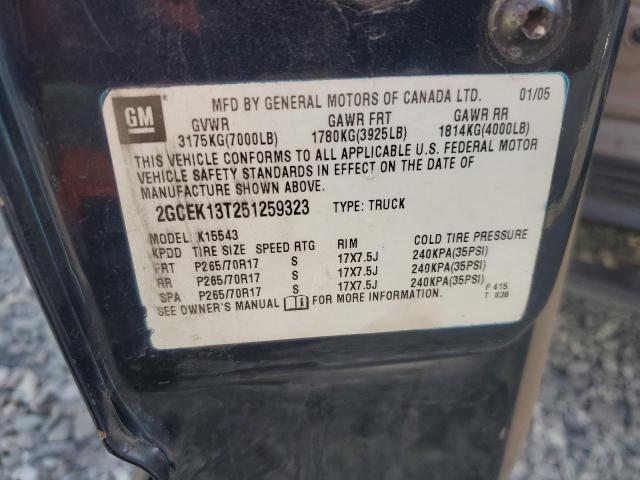 GM MFD BY GENERAL MOTORS OF CANADA LTD. 01/05
GVWR GAWR FRT GAWR RR
3175KG(7000LB) 1780KG(3925LB) 1814KG(4000LB)
THIS VEHICLE CONFORMS TO ALL APPLICABLE U.S. FEDERAL MOTOR
VEHICLE SAFETY STANDARDS IN EFFECT ON THE DATE OF
MANUFACTURE SHOWN ABOVE.
2GCEK13T251259323 TYPE: TRUCK
MODEL K15543
KPDD TIRE SIZE SPEED RTG RIM COLD TIRE PRESSURE
FRT P265/70R17 S 17X7.5J 240KPA(35PSI)
RR P265/70R17 S 17X7.5J 240KPA(35PSI)
SPA P265/70R17 S 17X7.5J 240KPA(35PSI)
SEE OWNER'S MANUAL FOR MORE INFORMATION.
F 415
T 838